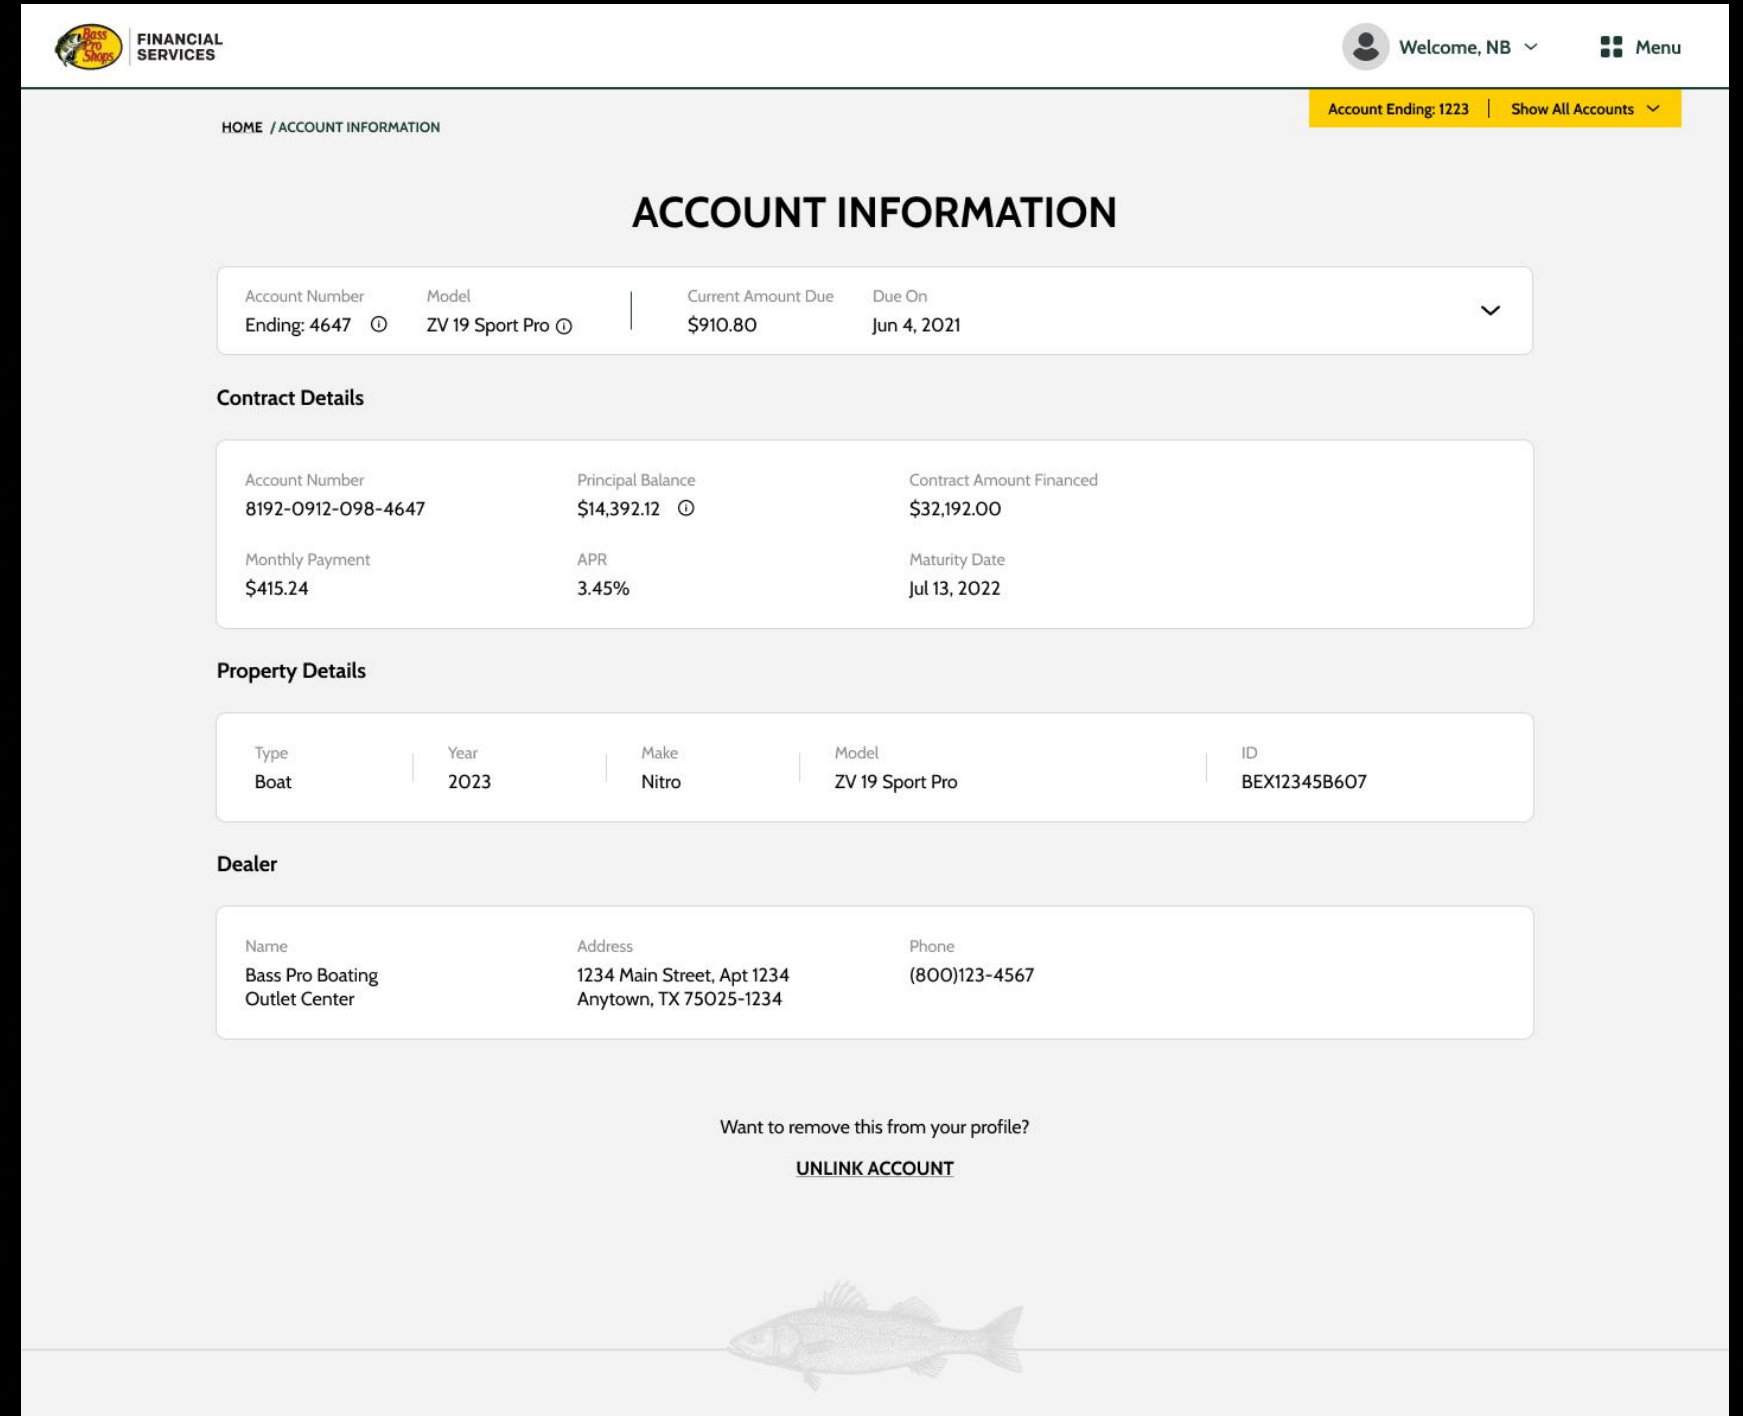 Bass
Pro
Shops
FINANCIAL
SERVICES
Welcome, NB
Menu
HOME / ACCOUNT INFORMATION
Account Ending: 1223 | Show All Accounts
ACCOUNT INFORMATION
Account Number Model Current Amount Due Due On
Ending: 4647 ZV 19 Sport Pro $910.80 Jun 4, 2021
Contract Details
Account Number Principal Balance Contract Amount Financed
8192-0912-098-4647 $14,392.12 $32,192.00
Monthly Payment APR Maturity Date
$415.24 3.45% Jul 13, 2022
Property Details
Type Year Make Model ID
Boat 2023 Nitro ZV 19 Sport Pro BEX12345B607
Dealer
Name Address Phone
Bass Pro Boating 1234 Main Street, Apt 1234 (800)123-4567
Outlet Center Anytown, TX 75025-1234
Want to remove this from your profile?
UNLINK ACCOUNT